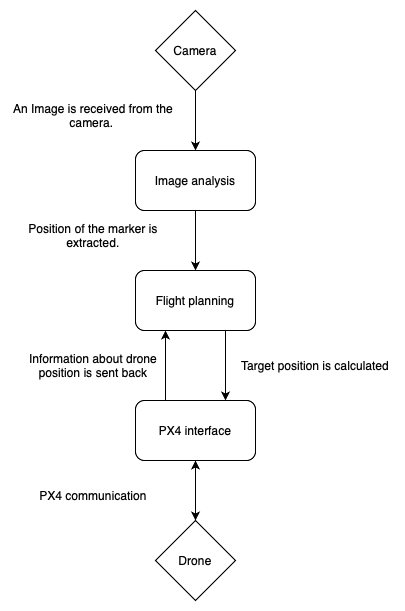 Camera
An Image is received from the
camera.
Image analysis
Position of the marker is
extracted.
Flight planning
Information about drone
position is sent back
Target position is calculated
PX4 interface
PX4 communication
Drone